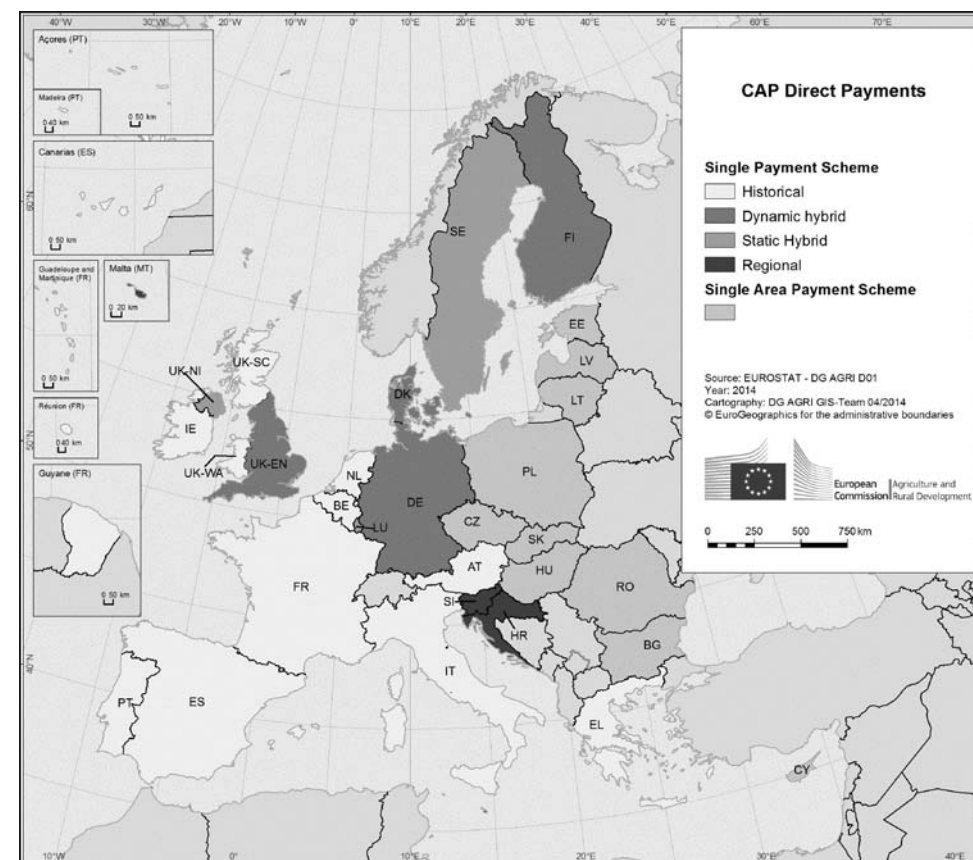 40°W
30°W
20°W
10°W
0°
10°E
20°E
30°E
40°E
50°E
60°E
70°E
Açores (PT)
Madeira (PT)
0 40 km
0 50 km
Canarias (ES)
0 50 km
Guadeloupe and
Martinique (FR)
0 50 km
Malta (MT)
0 20 km
Réunion (FR)
0 40 km
Guyane (FR)
0 50 km
60°N
50°N
40°N
CAP Direct Payments
Single Payment Scheme
Historical
Dynamic hybrid
Static Hybrid
Regional
Single Area Payment Scheme
Source: EUROSTAT - DG AGRI D01
Year: 2014
Cartography: DG AGRI GIS-Team 04/2014
© EuroGeographics for the administrative boundaries
European
Commission
Agriculture and
Rural Development
0 250 500 750 km
SE
FI
EE
LV
LT
UK-SC
UK-NI
IE
UK-WA
UK-EN
DK
NL
BE
LU
DE
PL
CZ
SK
AT
HU
RO
FR
SI
HR
BG
IT
PT
ES
EL
CY
10°W
0°
10°E
20°E
30°E
40°E